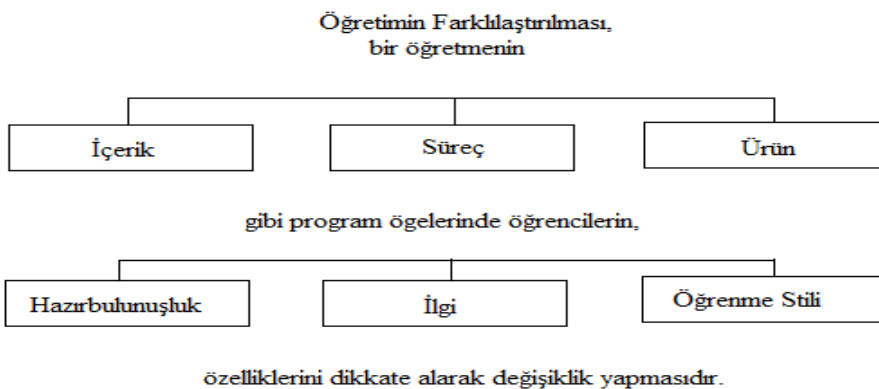 Öğretimin Farklılaştırılması,
bir öğretmenin
İçerik Süreç Ürün
gibi program ögelerinde öğrencilerin,
Hazırbulunuşluk İlgi Öğrenme Stili
özelliklerini dikkate alarak değişiklik yapmasıdır.